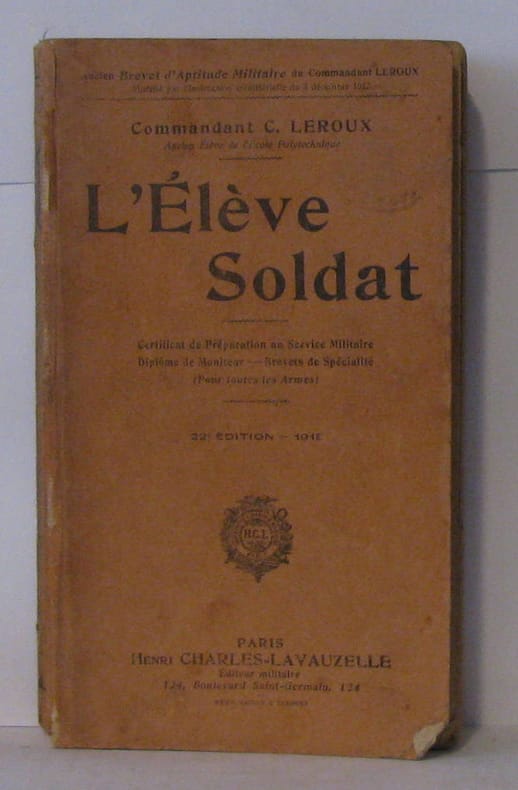 Ancien Brevet d'Aptitude Militaire du Commandant LEROUX
Commandant C. LEROUX
Ancien Élève de l'École Polytechnique
L'Élève
Soldat
Certificat de Préparation au Service Militaire
Diplôme de Moniteur — Brevets de Spécialité
(Pour toutes les Armes)
22e ÉDITION –
PARIS
HENRI CHARLES-LAVAUZELLE
Éditeur militaire
124, Boulevard Saint-Germain, 124